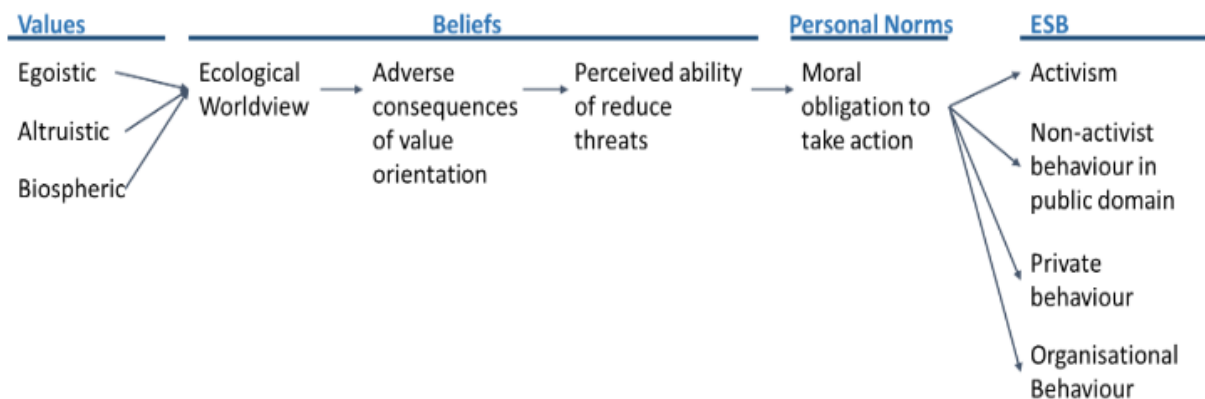 Values
Beliefs
Personal Norms
ESB
Egoistic
Altruistic
Biospheric
Ecological
Worldview
Adverse
consequences
of value
orientation
Perceived ability
of reduce
threats
Moral
obligation to
take action
Activism
Non-activist
behaviour in
public domain
Private
behaviour
Organisational
Behaviour